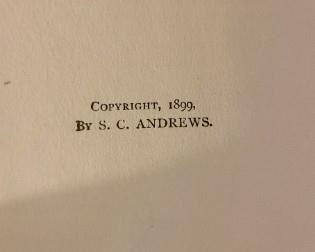 Copyright, 1899,
By S. C. ANDREWS.